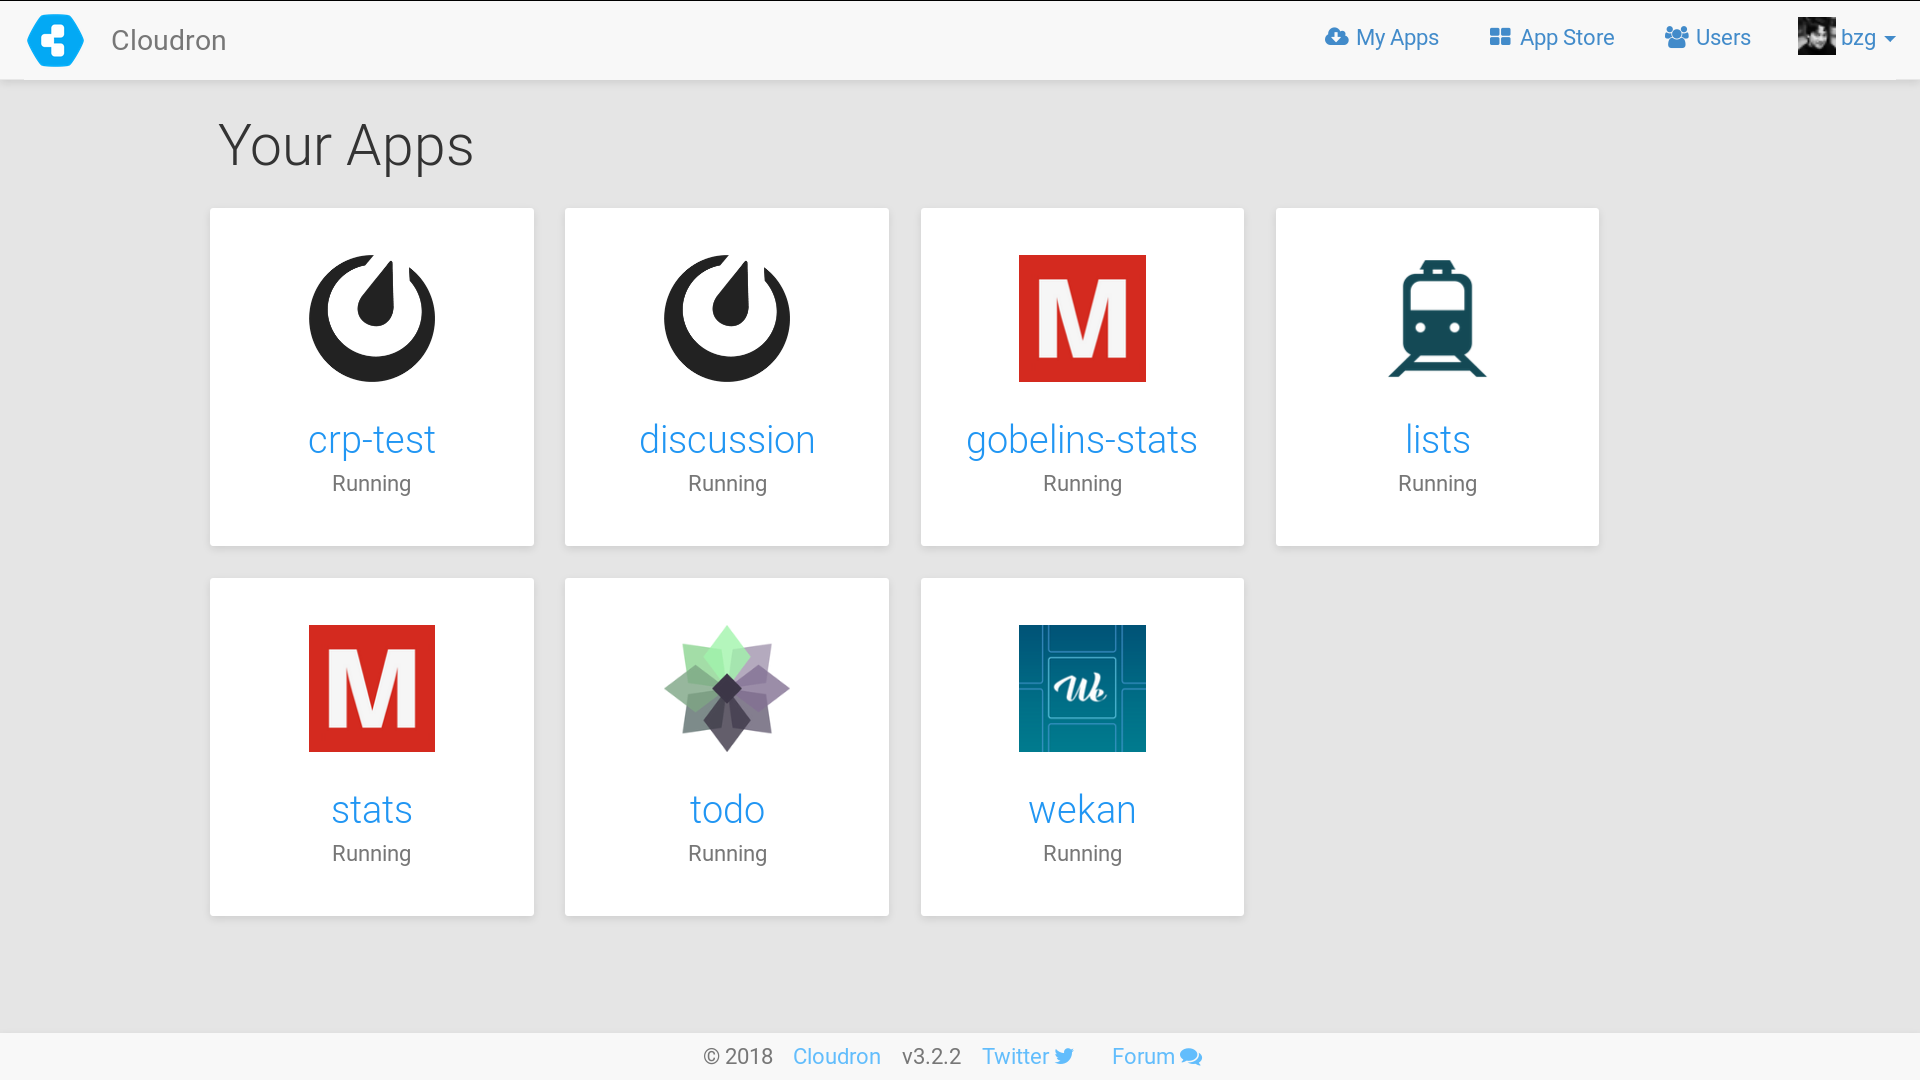 Cloudron My Apps App Store Users bzg
Your Apps
crp-test discussion gobelins-stats lists
Running Running Running Running
M
stats todo wekan
Running Running Running
M
We
© 2018 Cloudron v3.2.2 Twitter Forum